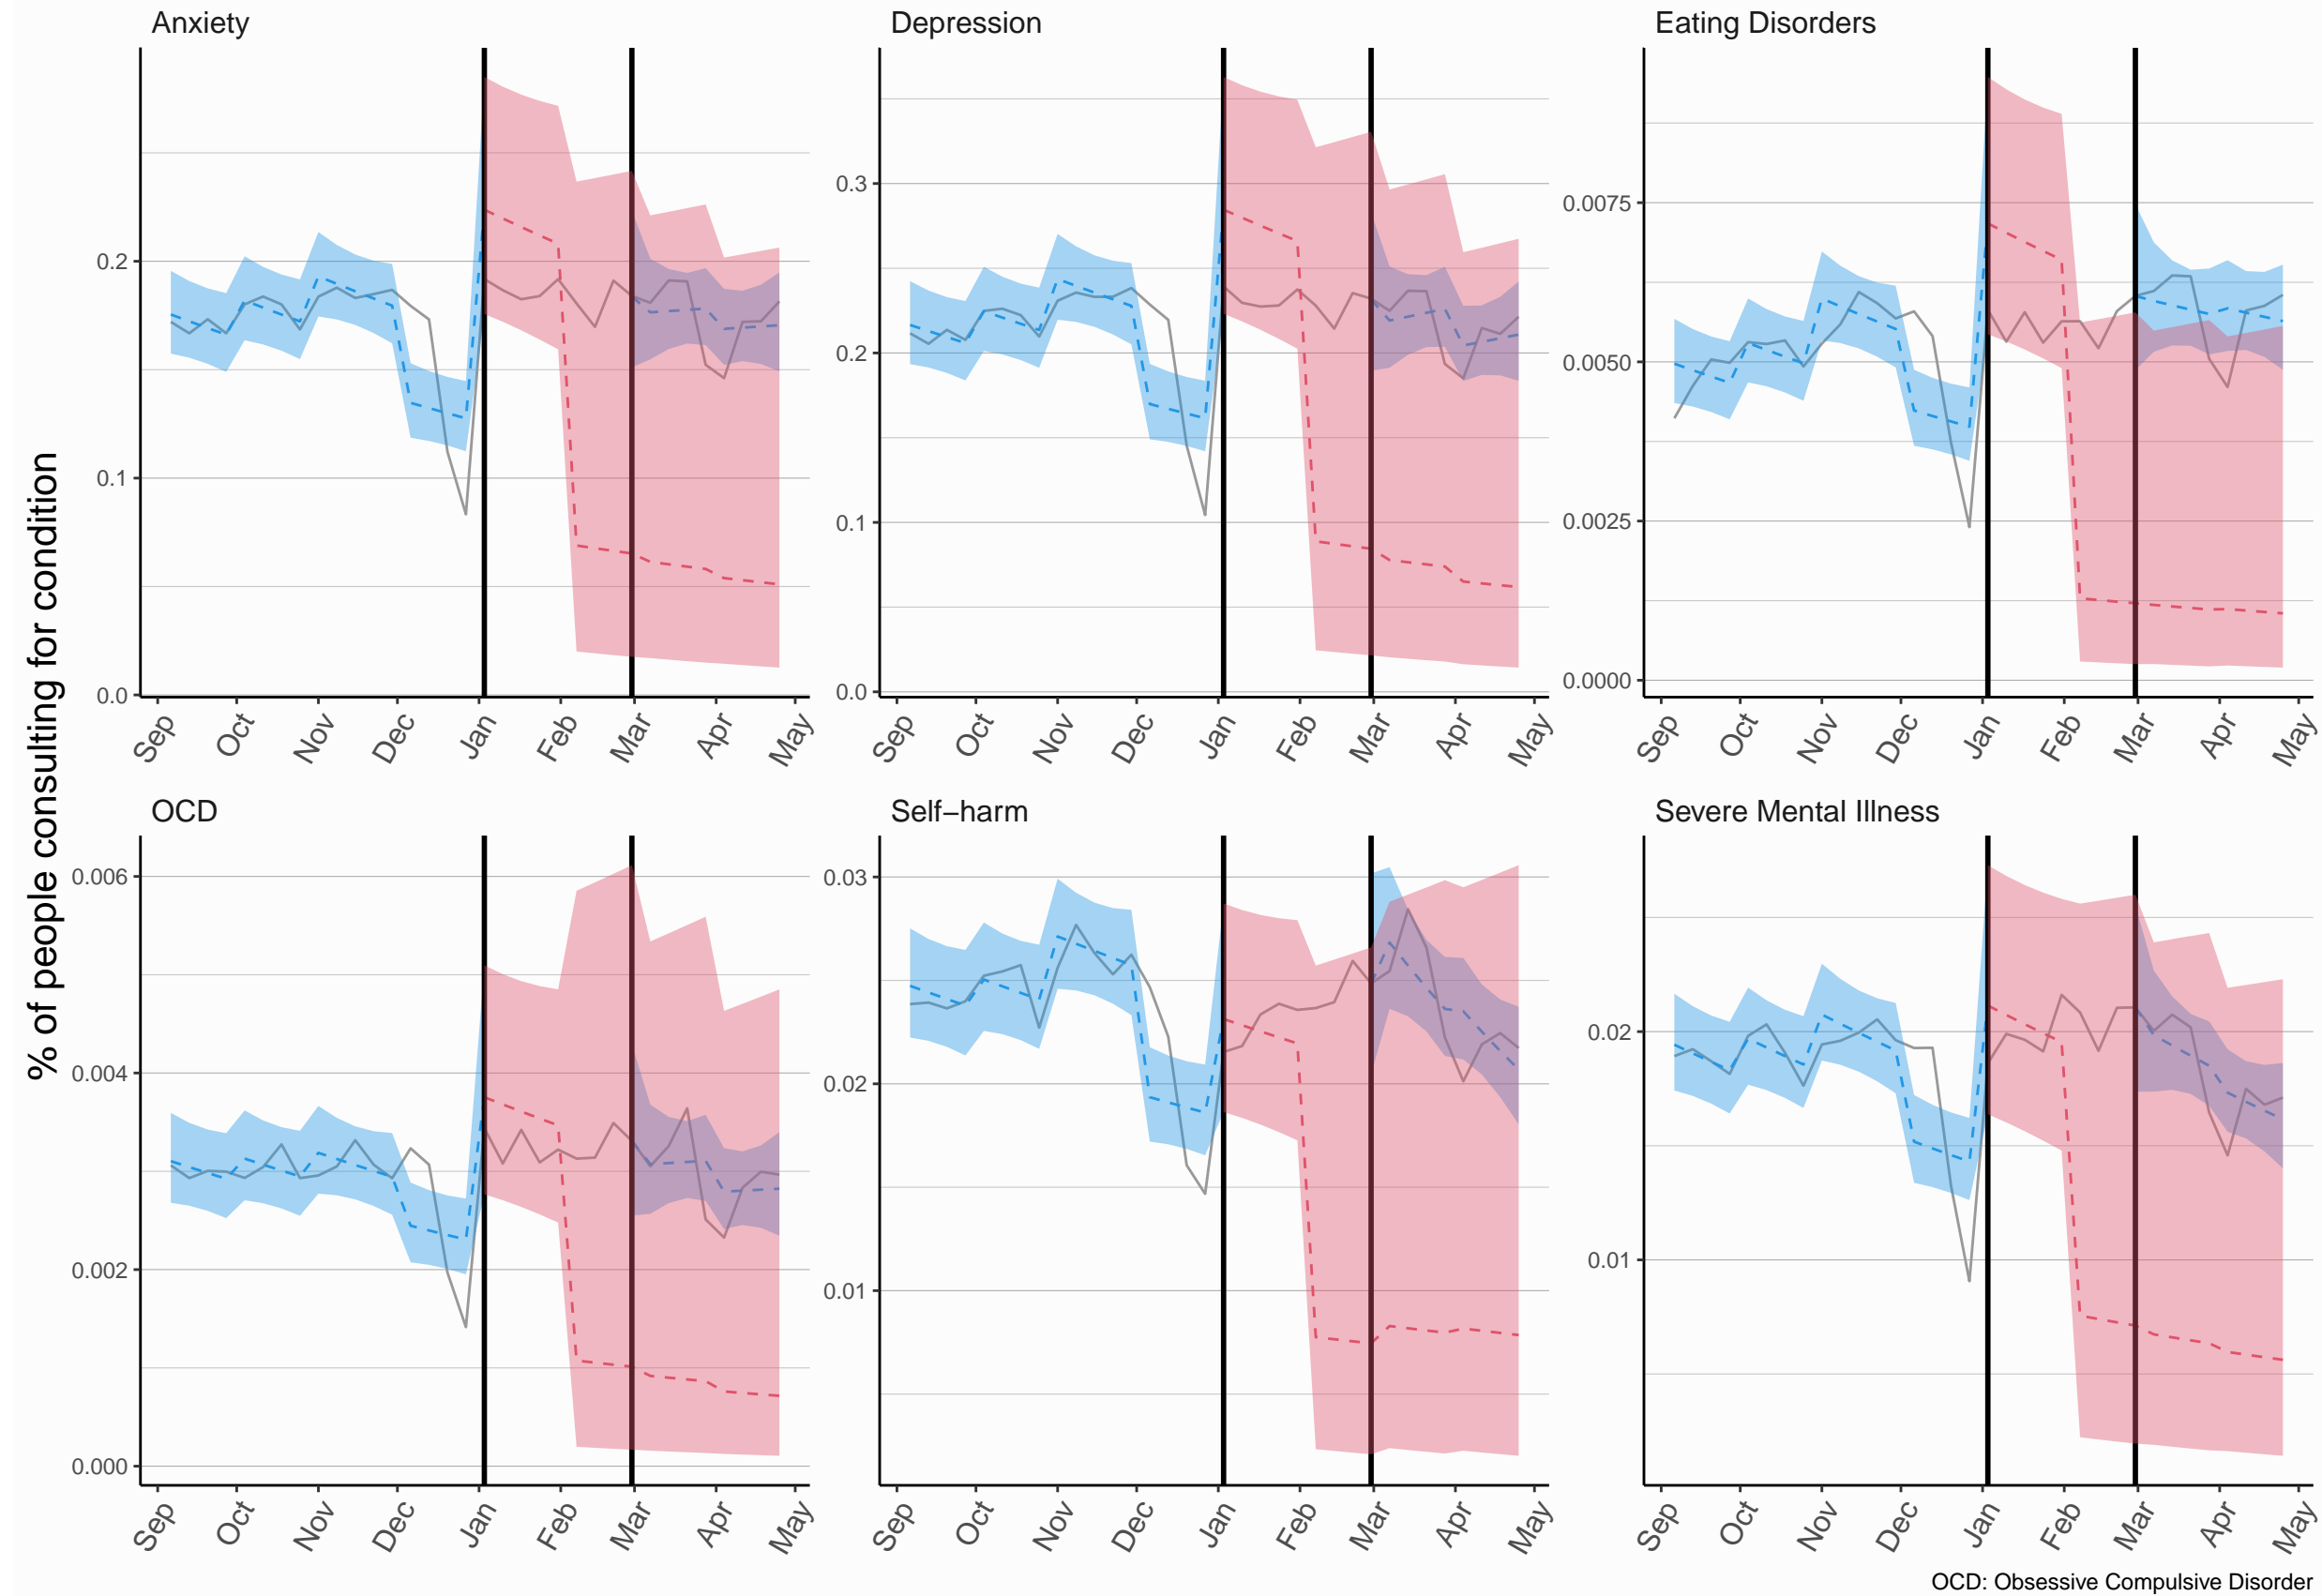 Anxiety
Depression
Eating Disorders
% of people consulting for condition
0.2
0.1
0.0
0.3
0.2
0.1
0.0
0.0075
0.0050
0.0025
0.0000
Sep Oct Nov Dec Jan Feb Mar Apr May
Sep Oct Nov Dec Jan Feb Mar Apr May
Sep Oct Nov Dec Jan Feb Mar Apr May
OCD
Self−harm
Severe Mental Illness
0.006
0.004
0.002
0.000
0.03
0.02
0.01
0.02
0.01
Sep Oct Nov Dec Jan Feb Mar Apr May
Sep Oct Nov Dec Jan Feb Mar Apr May
Sep Oct Nov Dec Jan Feb Mar Apr May
OCD: Obsessive Compulsive Disorder